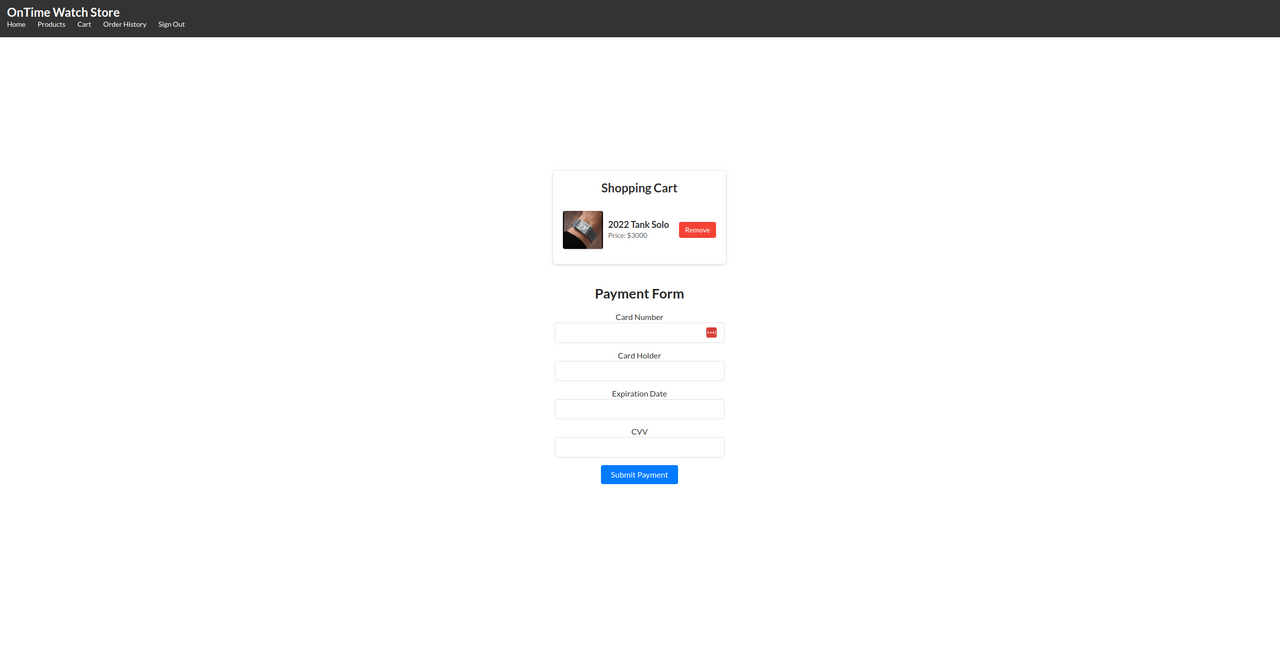 OnTime Watch Store
Home Products Cart Order History Sign Out
Shopping Cart
2022 Tank Solo
Price: $3000
Remove
Payment Form
Card Number
Card Holder
Expiration Date
CVV
Submit Payment